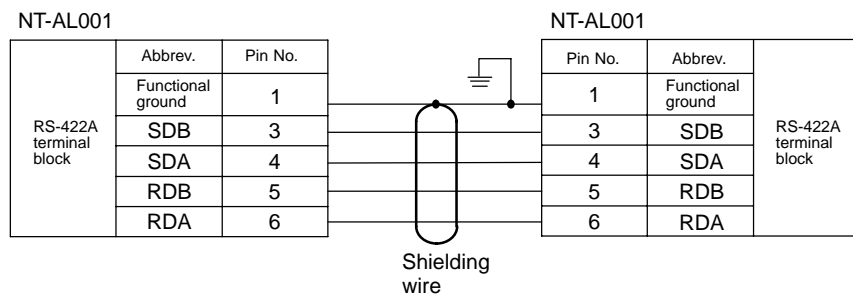 NT-AL001
NT-AL001
Abbrev. Pin No.
Pin No. Abbrev.
Functional
ground
1
1
Functional
ground
RS-422A
terminal
block
SDB 3
3 SDB
RS-422A
terminal
block
SDA 4
4 SDA
RDB 5
5 RDB
RDA 6
6 RDA
Shielding
wire